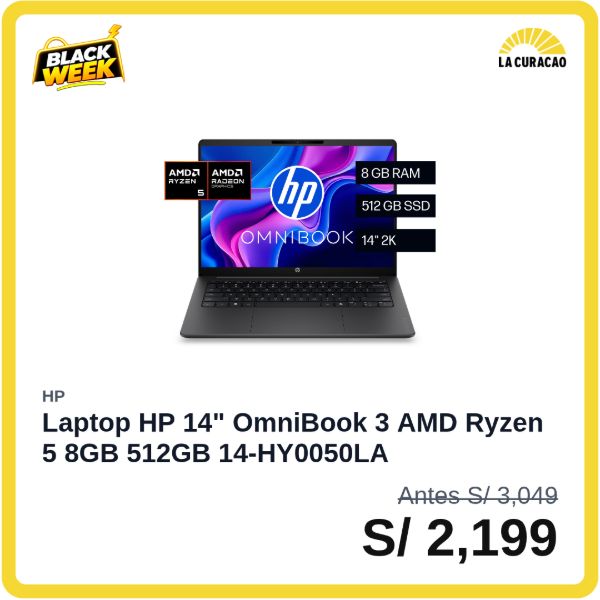 BLACK
WEEK
LA CURACAO
AMD
RYZEN
5
AMD
RADEON
GRAPHICS
hp
OMNIBOOK
8 GB RAM
512 GB SSD
14" 2K
HP
Laptop HP 14" OmniBook 3 AMD Ryzen
5 8GB 512GB 14-HY0050LA
Antes S/ 3,049
S/ 2,199